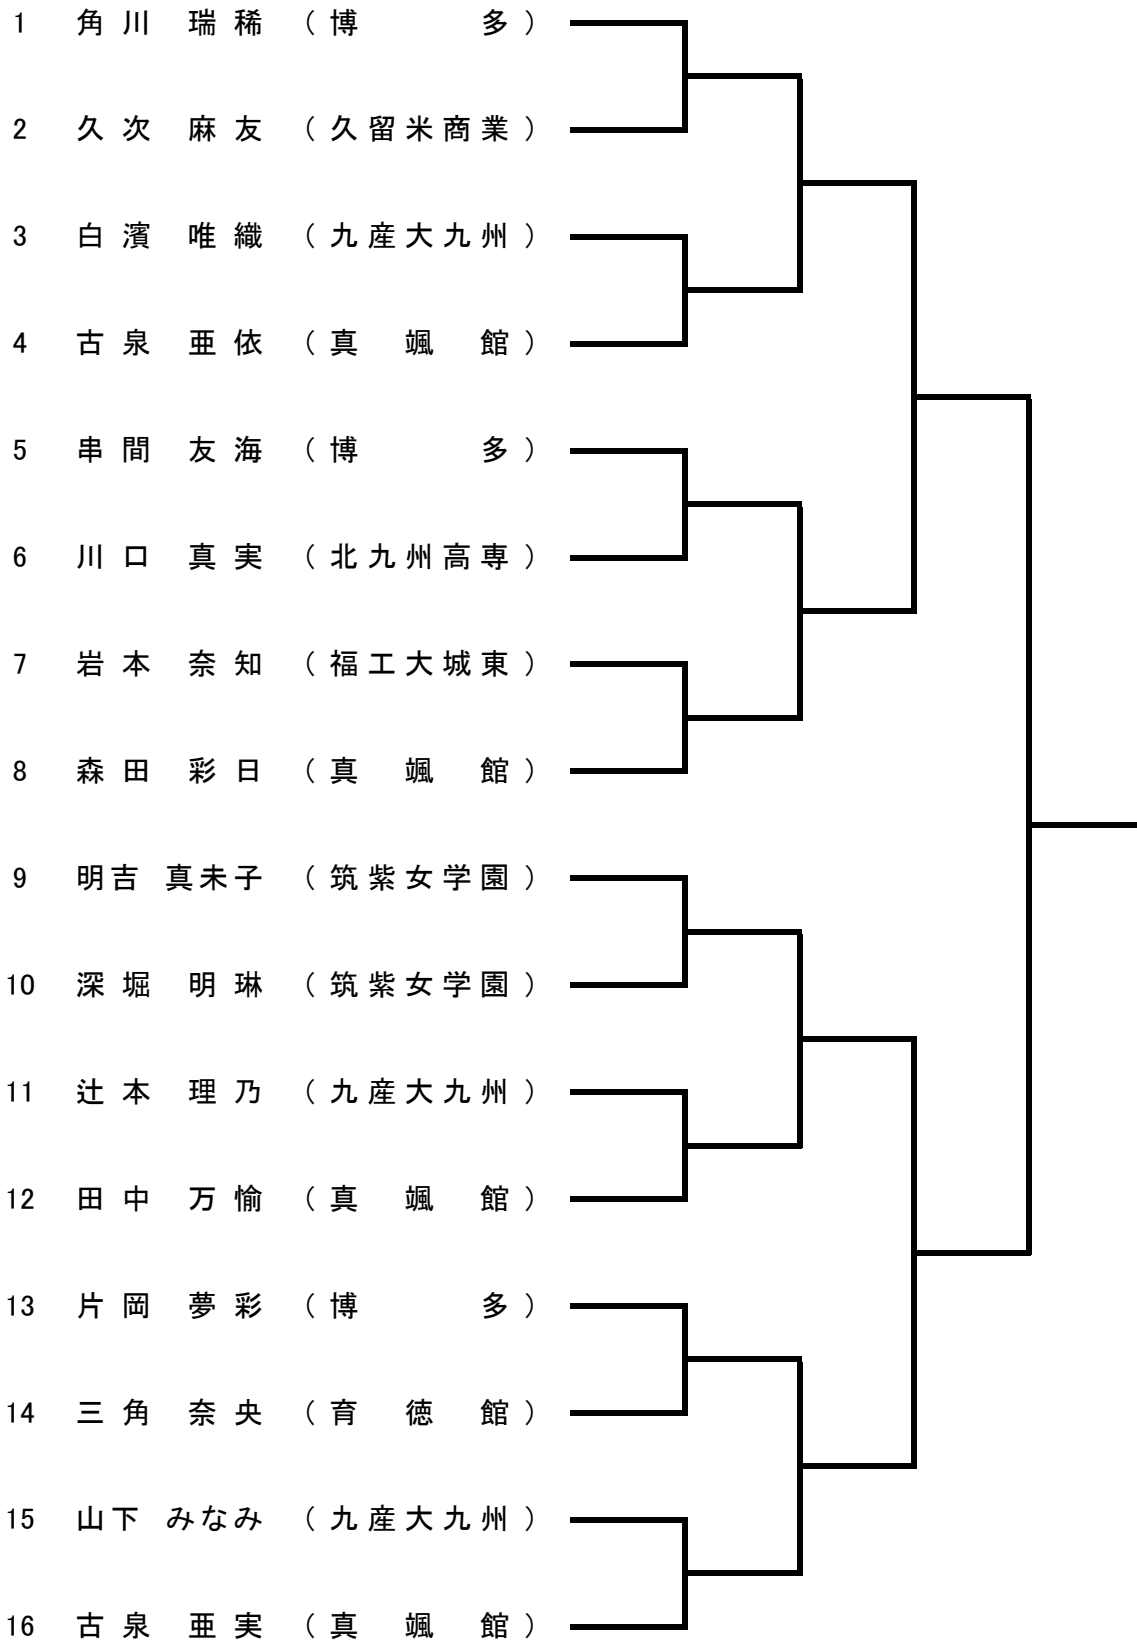 1 角川 瑞稀 （博多）
2 久次 麻友 （久留米商業）
3 白濱 唯織 （九産大九州）
4 古泉 亜依 （真颯館）
5 串間 友海 （博多）
6 川口 真実 （北九州高専）
7 岩本 奈知 （福工大城東）
8 森田 彩日 （真颯館）
9 明吉 真未子 （筑紫女学園）
10 深堀 明琳 （筑紫女学園）
11 辻本 理乃 （九産大九州）
12 田中 万愉 （真颯館）
13 片岡 夢彩 （博多）
14 三角 奈央 （育徳館）
15 山下 みなみ （九産大九州）
16 古泉 亜実 （真颯館）